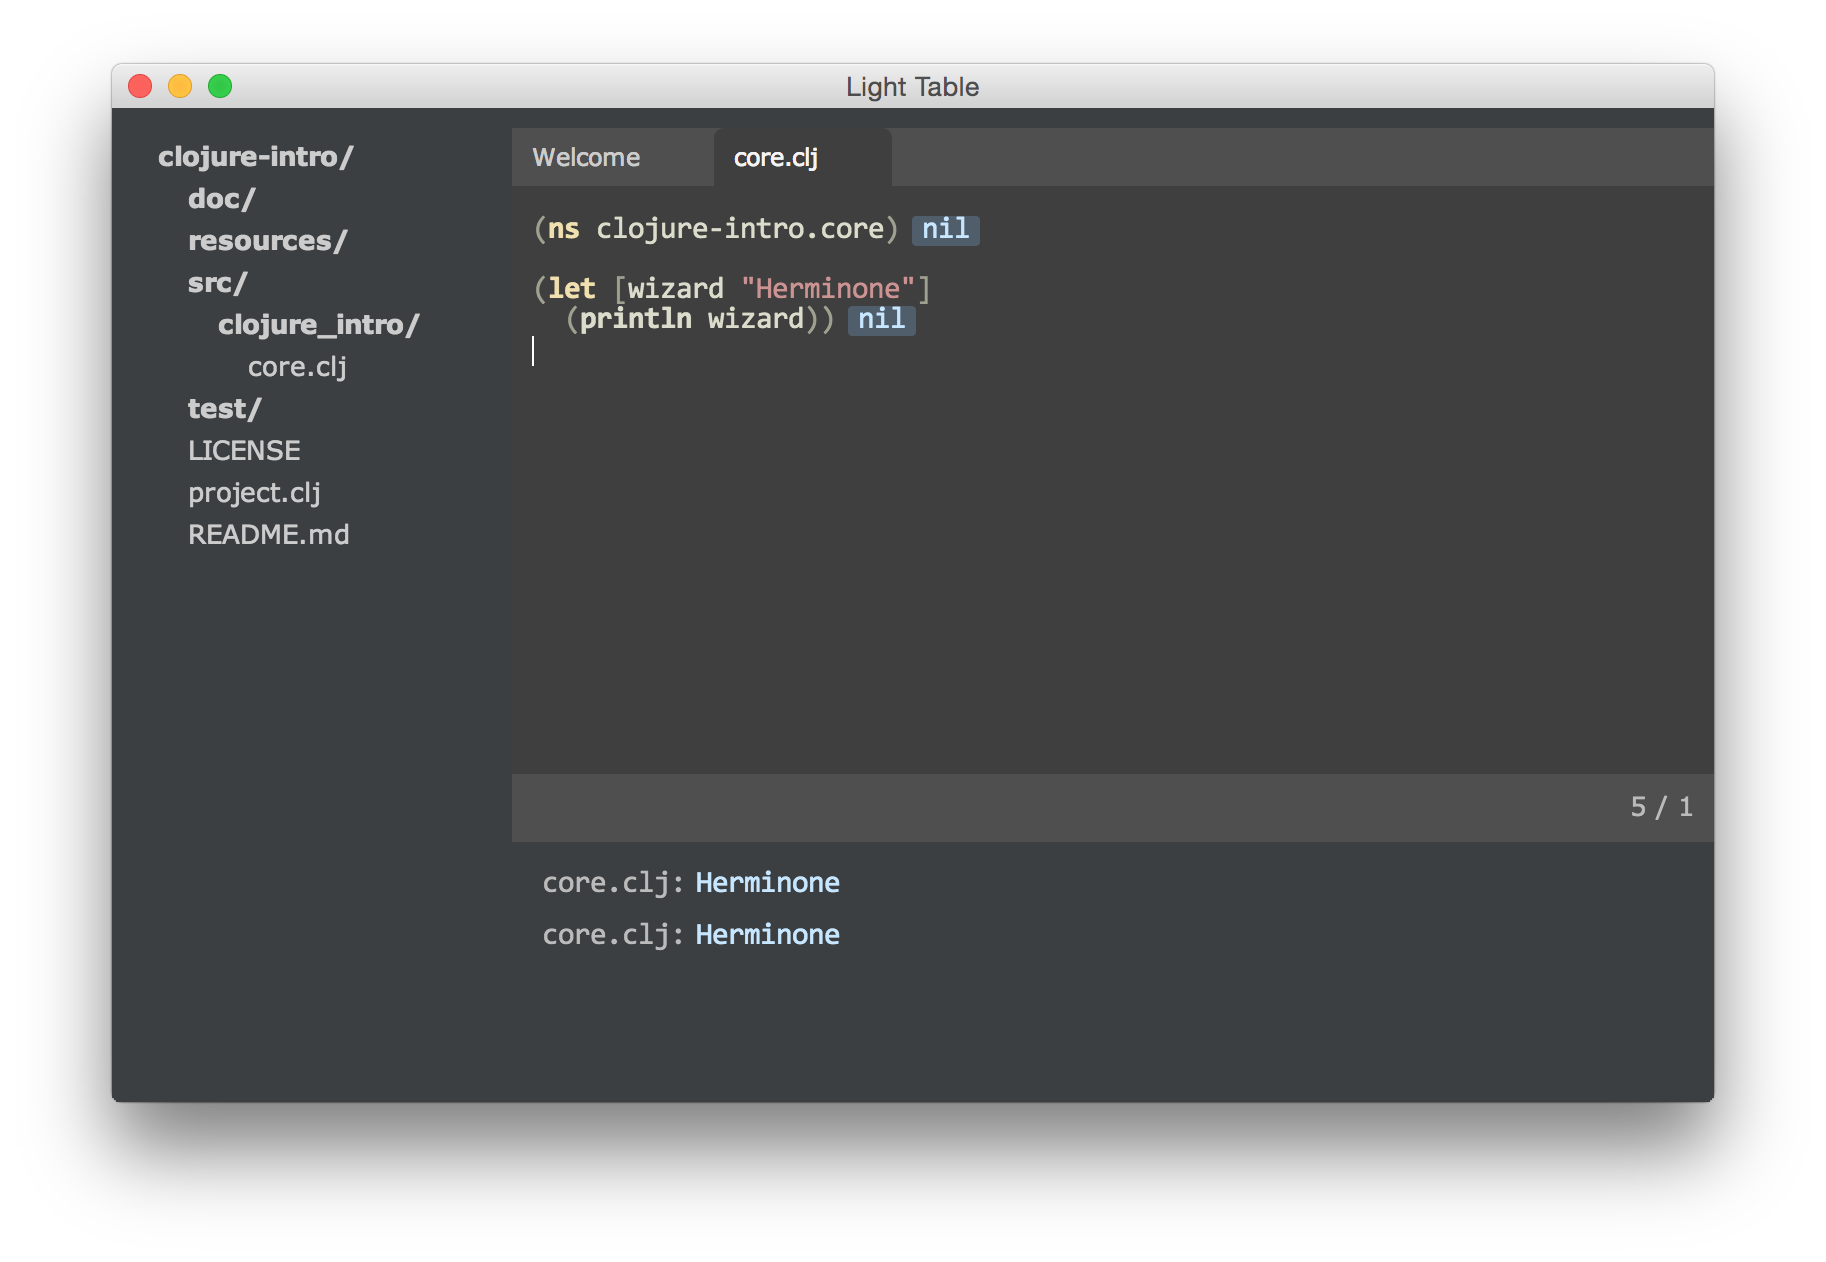 Light Table
clojure-intro/
doc/
resources/
src/
clojure_intro/
core.clj
test/
LICENSE
project.clj
README.md
Welcome
core.clj
(ns clojure-intro.core) nil
(let [wizard "Herminone"]
(println wizard)) nil
5 / 1
core.clj: Herminone
core.clj: Herminone